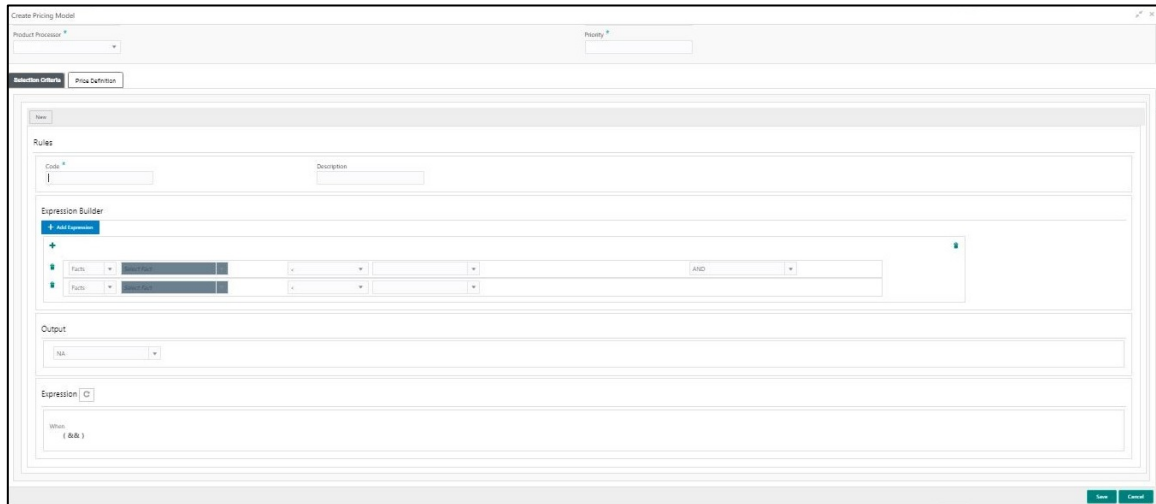 Create Pricing Model
Product Processor *
Priority *
Selection Criteria
Price Definition
New
Rules
Code *
Description
Expression Builder
+ Add Expression
Facts Select Fact < AND
Facts Select Fact <
Output
NA
Expression
When
( && )
Save Cancel